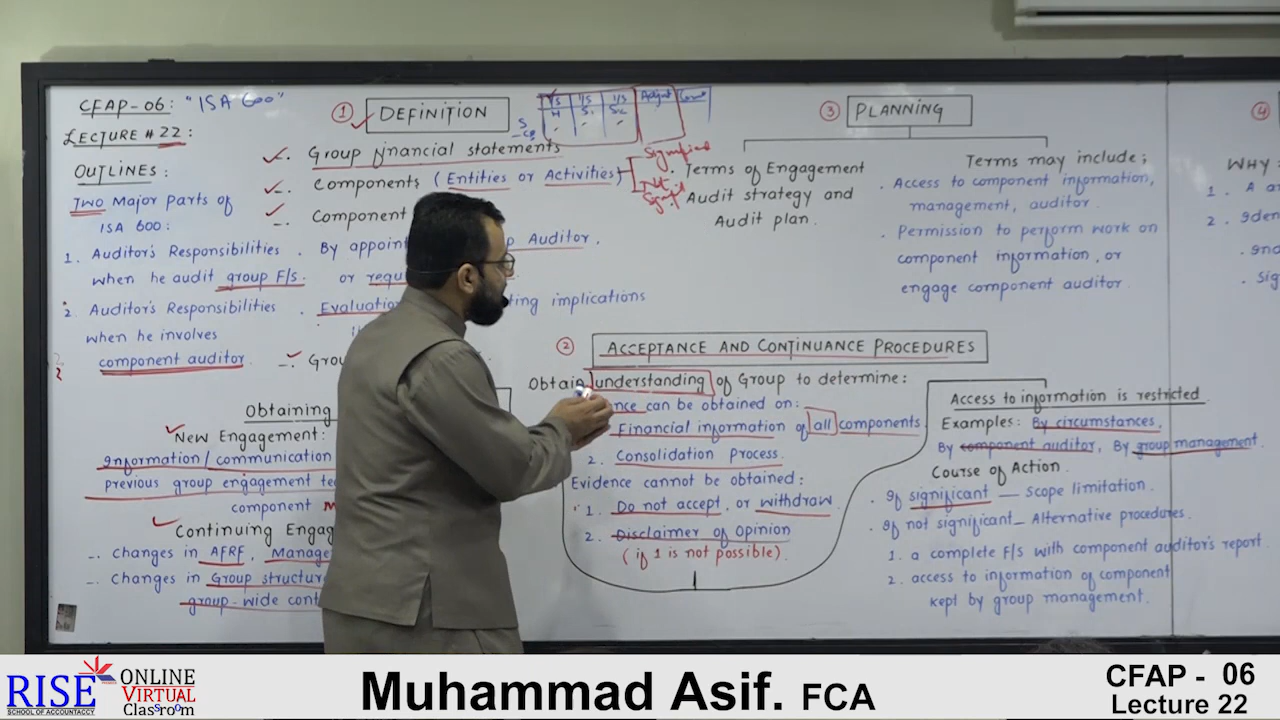 CFAP-06: "ISA 600"
LECTURE # 22:
OUTLINES:
TWO Major parts of
ISA 600:
1. Auditor's Responsibilities
when he audit group F/s.
2. Auditor's Responsibilities
when he involves
component auditor.
1 DEFINITION
Group financial statements
Components (Entities or Activities)
Component
By appoint Auditor.
or
Evaluation implications
Obtaining
New Engagement:
Information/communication
previous group engagement
component
Continuing
changes in AFRF,
changes in Group structure
group-wide
2 ACCEPTANCE AND CONTINUANCE PROCEDURES
Obtain understanding of Group to determine:
can be obtained on:
Financial information of all components
2. Consolidation Process.
Evidence cannot be obtained:
1. Do not accept, or withdraw
2. Disclaimer of Opinion
(if 1 is not possible).
Access to information is restricted
Examples: By circumstances,
By component auditor, By group management.
Course of Action
If significant — Scope limitation.
If not significant — Alternative procedures.
1. a complete F/s with component auditor's report.
2. access to information of component
kept by group management.
3 PLANNING
Terms of Engagement
Audit strategy and
Audit plan.
Terms may include;
Access to component information,
management, auditor.
Permission to perform work on
component information, or
engage component auditor.
4
WHY
1. A
2.
RISE
SCHOOL OF ACCOUNTANCY
ONLINE
VIRTUAL
Classroom
Muhammad Asif. FCA
CFAP - 06
Lecture 22